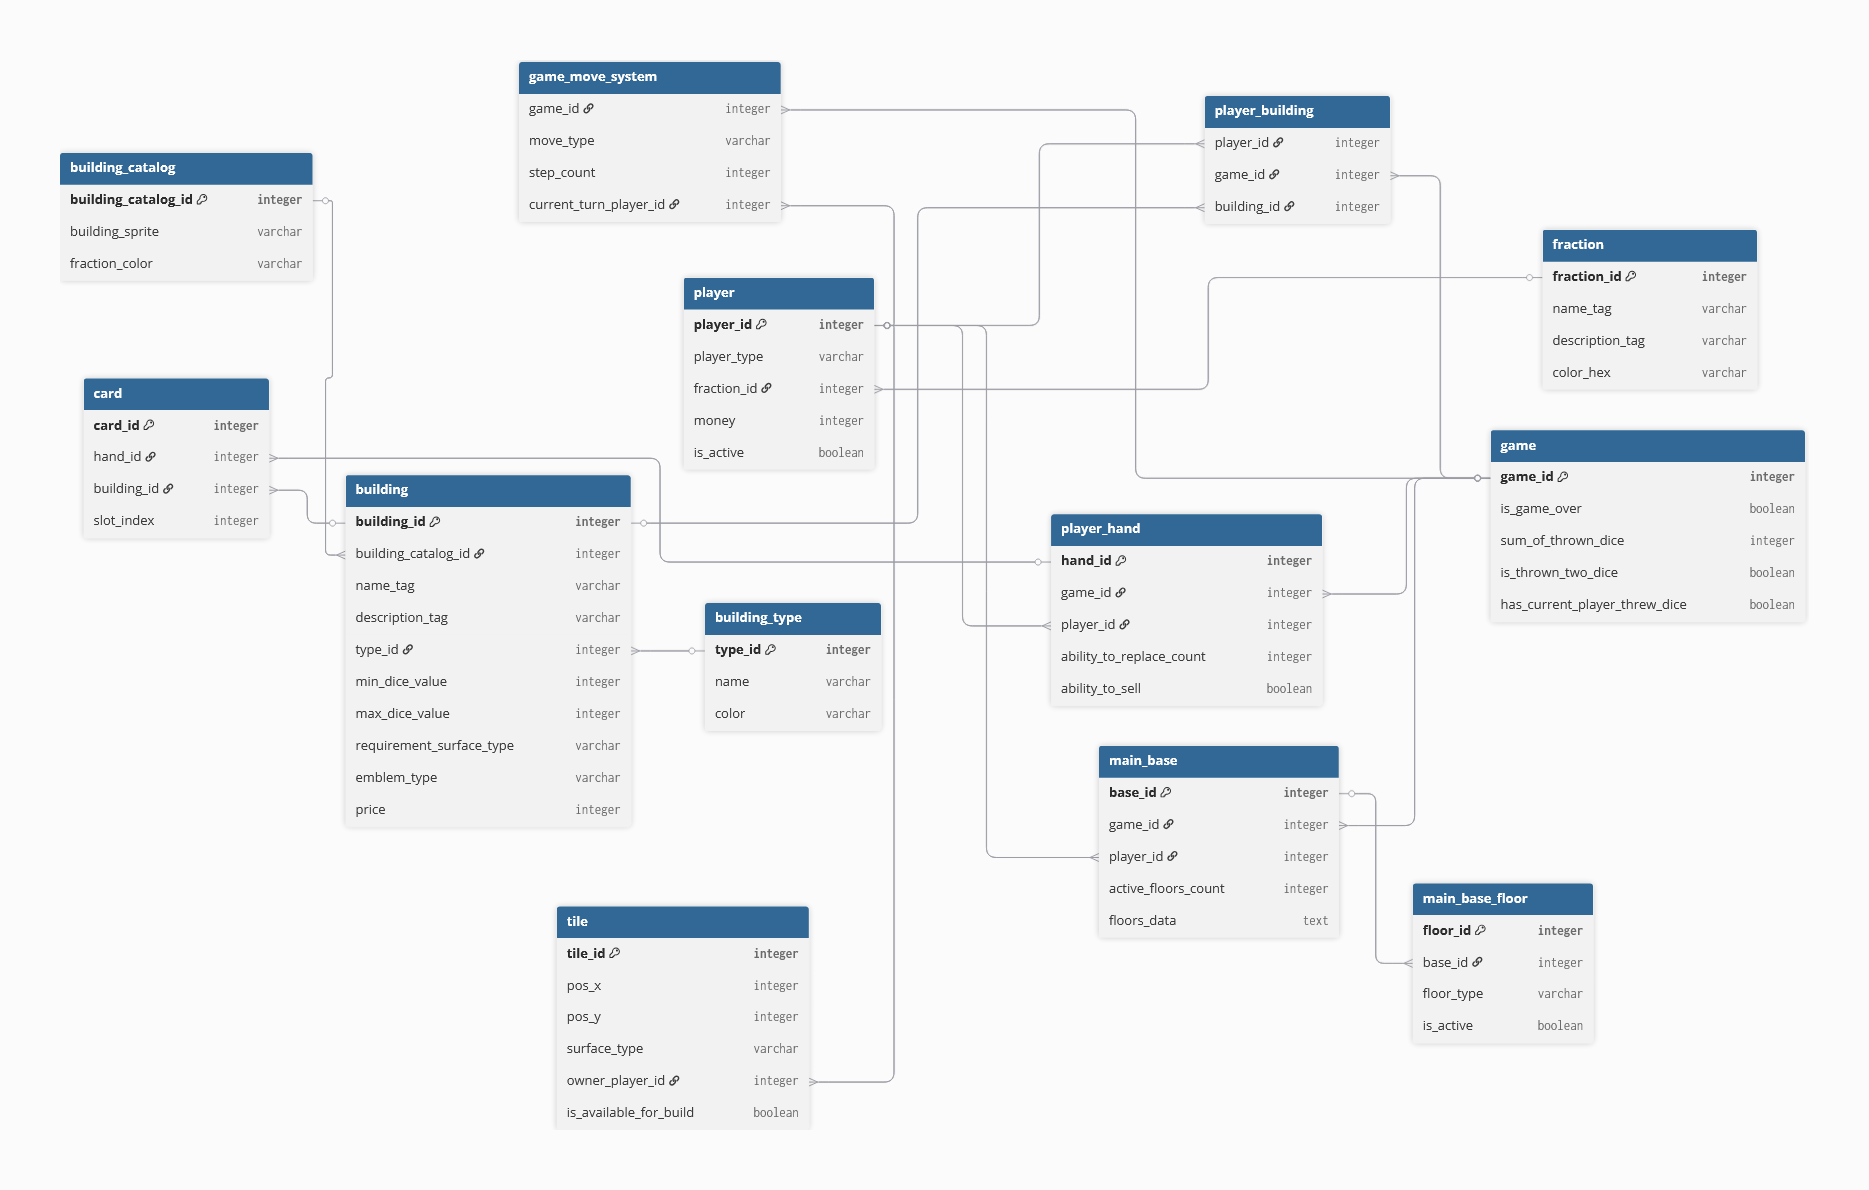 game_move_system
game_id integer
move_type varchar
step_count integer
current_turn_player_id integer
player_building
player_id integer
game_id integer
building_id integer
building_catalog
building_catalog_id integer
building_sprite varchar
fraction_color varchar
fraction
fraction_id integer
name_tag varchar
description_tag varchar
color_hex varchar
player
player_id integer
player_type varchar
fraction_id integer
money integer
is_active boolean
card
card_id integer
hand_id integer
building_id integer
slot_index integer
game
game_id integer
is_game_over boolean
sum_of_thrown_dice integer
is_thrown_two_dice boolean
has_current_player_threw_dice boolean
building
building_id integer
building_catalog_id integer
name_tag varchar
description_tag varchar
type_id integer
min_dice_value integer
max_dice_value integer
requirement_surface_type varchar
emblem_type varchar
price integer
player_hand
hand_id integer
game_id integer
player_id integer
ability_to_replace_count integer
ability_to_sell boolean
building_type
type_id integer
name varchar
color varchar
main_base
base_id integer
game_id integer
player_id integer
active_floors_count integer
floors_data text
main_base_floor
floor_id integer
base_id integer
floor_type varchar
is_active boolean
tile
tile_id integer
pos_x integer
pos_y integer
surface_type varchar
owner_player_id integer
is_available_for_build boolean